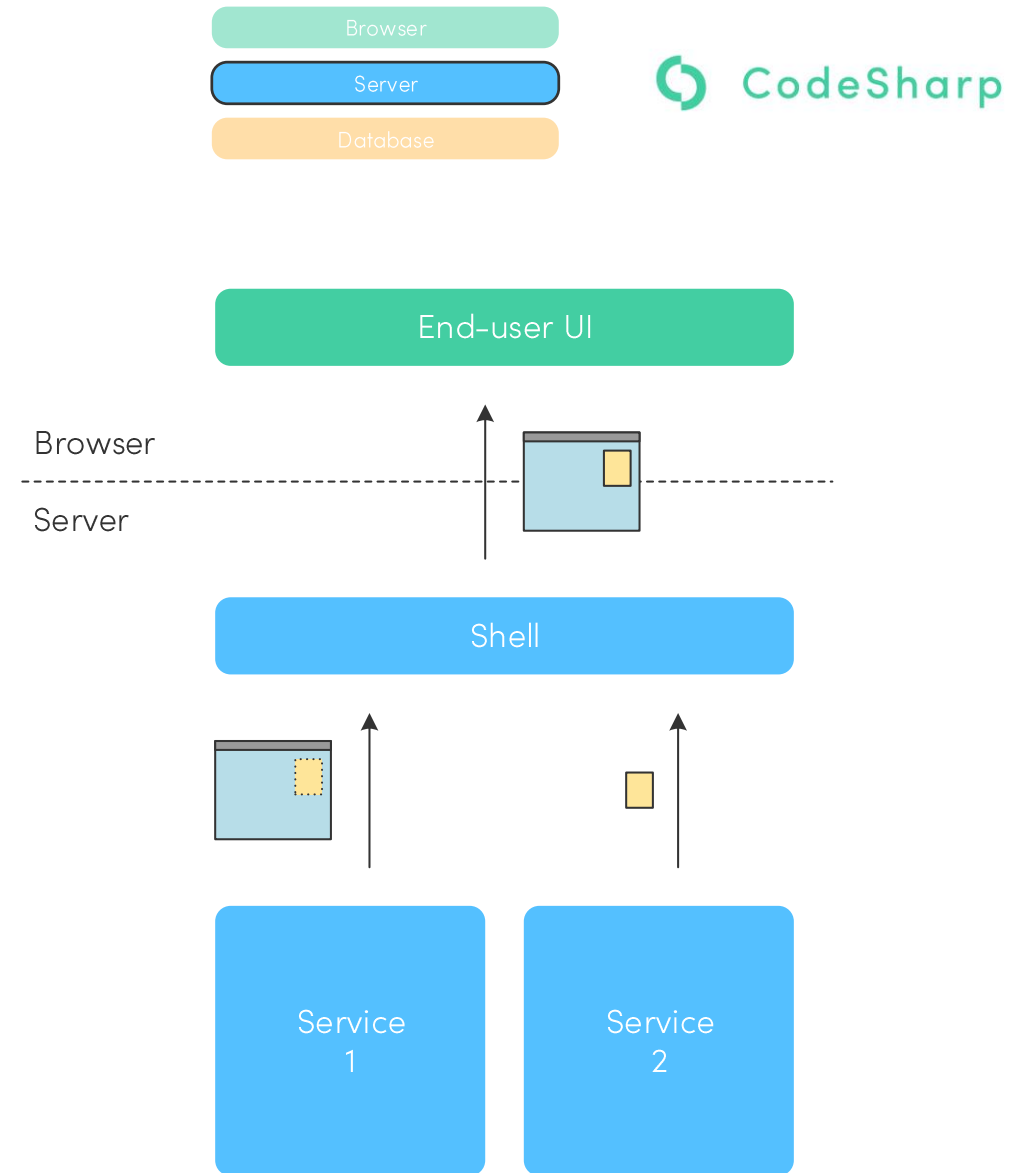 Browser
Server
Database
CodeSharp
End-user UI
Browser
Server
Shell
Service
1
Service
2